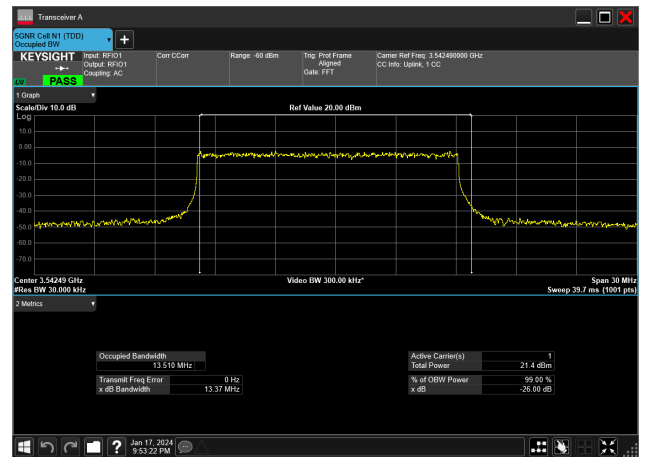 Transceiver A
5GNR Cell N1 (TDD)
Occupied BW
KEYSIGHT
LW PASS
Input: RFIO1
Output: RFIO1
Coupling: AC
Corr CCorr
Range: -60 dBm
Trig: Prot Frame
Aligned
Gate: FFT
Carrier Ref Freq: 3.542490000 GHz
CC Info: Uplink, 1 CC
1 Graph
Scale/Div 10.0 dB
Ref Value 20.00 dBm
Log
10.0
0.00
-10.0
-20.0
-30.0
-40.0
-50.0
-60.0
-70.0
Center 3.54249 GHz
Video BW 300.00 kHz*
Span 30 MHz
#Res BW 30.000 kHz
Sweep 39.7 ms (1001 pts)
2 Metrics
Occupied Bandwidth
13.510 MHz
Transmit Freq Error 0 Hz
x dB Bandwidth 13.37 MHz
Active Carrier(s) 1
Total Power 21.4 dBm
% of OBW Power 99.00 %
x dB -26.00 dB
Jan 17, 2024
9:53:22 PM